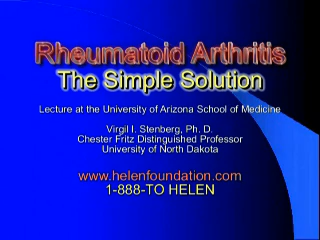 Rheumatoid Arthritis
The Simple Solution
Lecture at the University of Arizona School of Medicine
Virgil I. Stenberg, Ph. D.
Chester Fritz Distinguished Professor
University of North Dakota
www.helenfoundation.com
1-888-TO HELEN